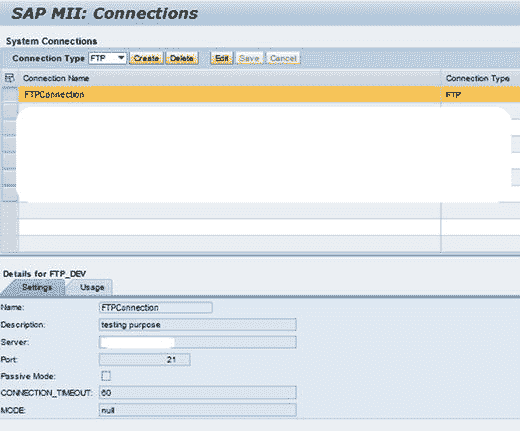 SAP MII: Connections
System Connections
Connection Type FTP Create Delete Edit Save Cancel
Connection Name Connection Type
FTPConnection FTP
Details for FTP_DEV
Settings Usage
Name: FTPConnection
Description: testing purpose
Server:
Port: 21
Passive Mode:
CONNECTION_TIMEOUT: 60
MODE: null